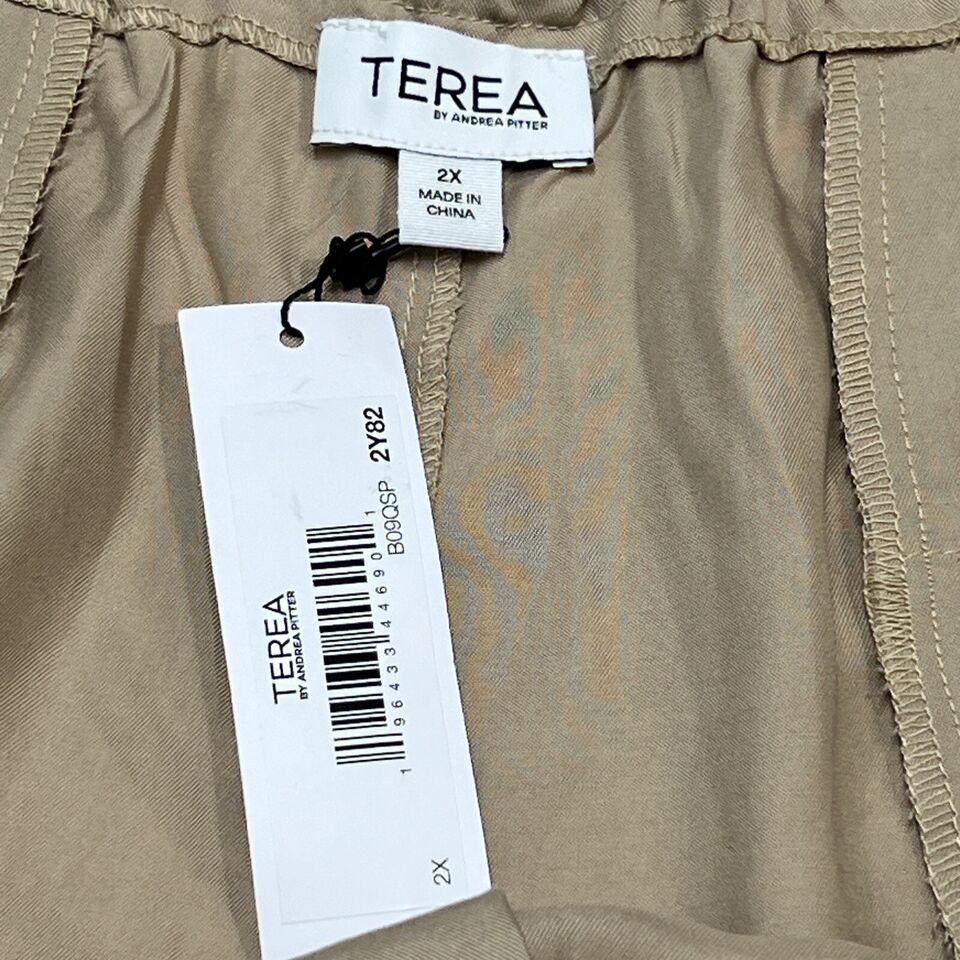 TEREA
BY ANDREA PITTER
2X
MADE IN
CHINA
TEREA
BY ANDREA PITTER
1 96433 44690 1
B09QSP 2Y82
2X